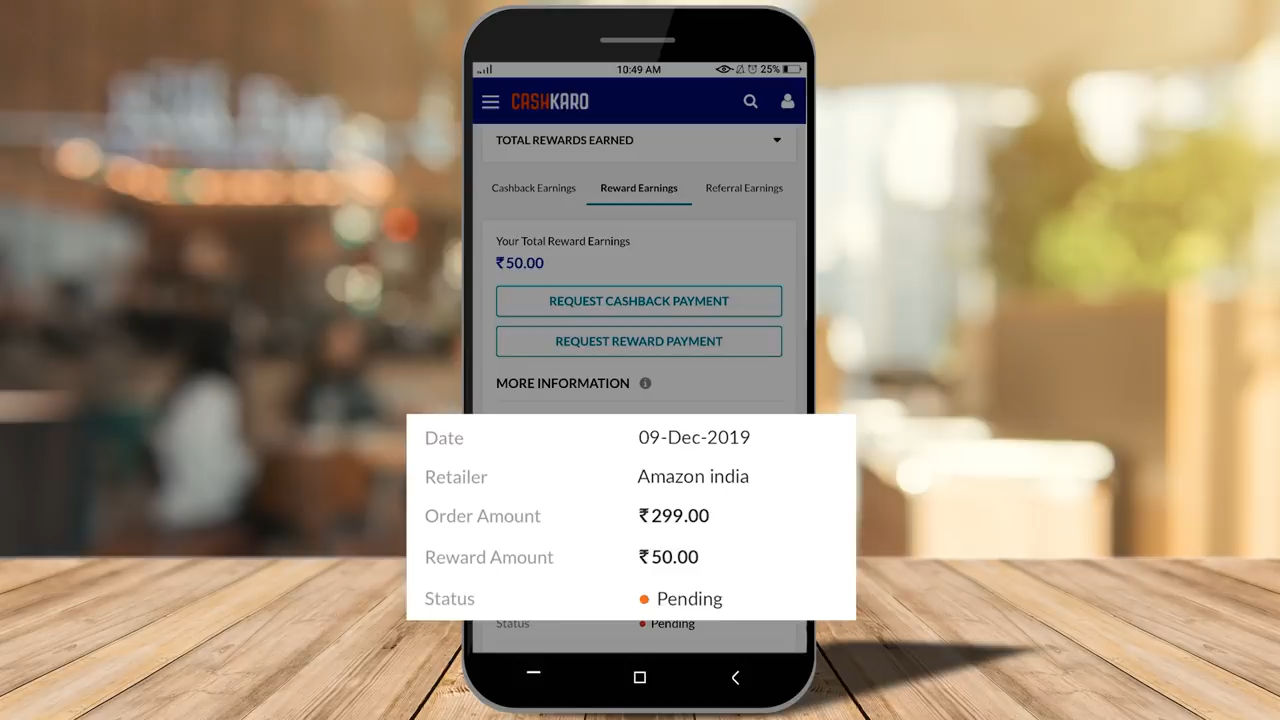 10:49 AM 25%
CASHKARO
TOTAL REWARDS EARNED
Cashback Earnings Reward Earnings Referral Earnings
Your Total Reward Earnings
₹50.00
REQUEST CASHBACK PAYMENT
REQUEST REWARD PAYMENT
MORE INFORMATION
Date 09-Dec-2019
Retailer Amazon india
Order Amount ₹299.00
Reward Amount ₹50.00
Status Pending
Status Pending